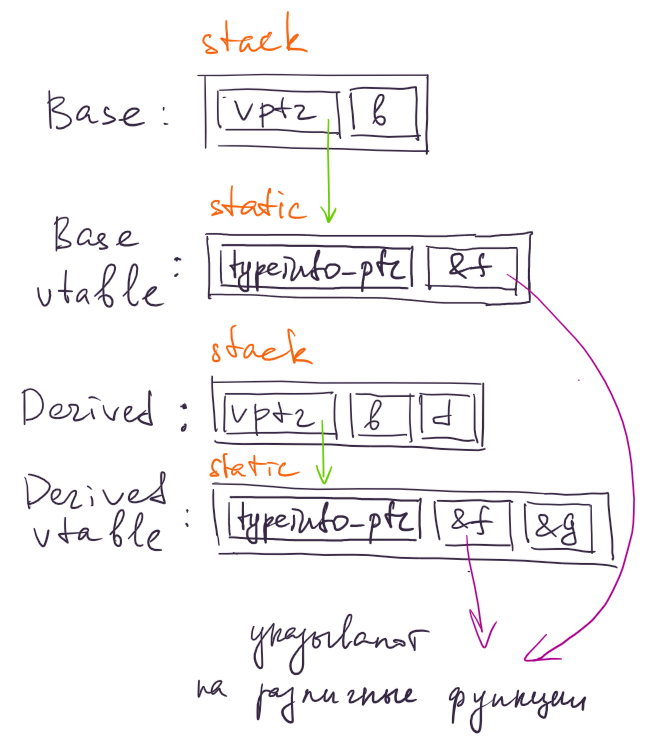 stack
Base: vptr b
static
Base
vtable: typeinfo_ptr &f
stack
Derived: vptr b d
static
Derived
vtable: typeinfo_ptr &f &g
указывают
на различные функции